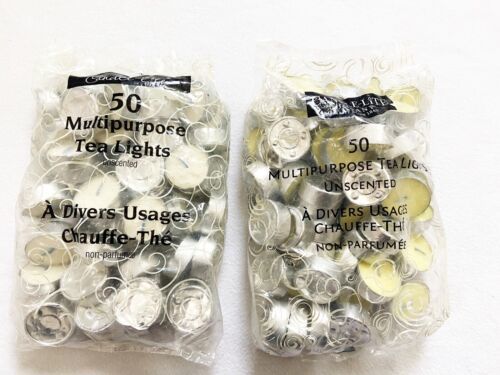 50
Multipurpose
Tea Lights
unscented
À Divers Usages
Chauffe-Thé
non-parfumée
50
MULTIPURPOSE TEA LIGHTS
UNSCENTED
À DIVERS USAGES
CHAUFFE-THÉ
NON-PARFUMÉE